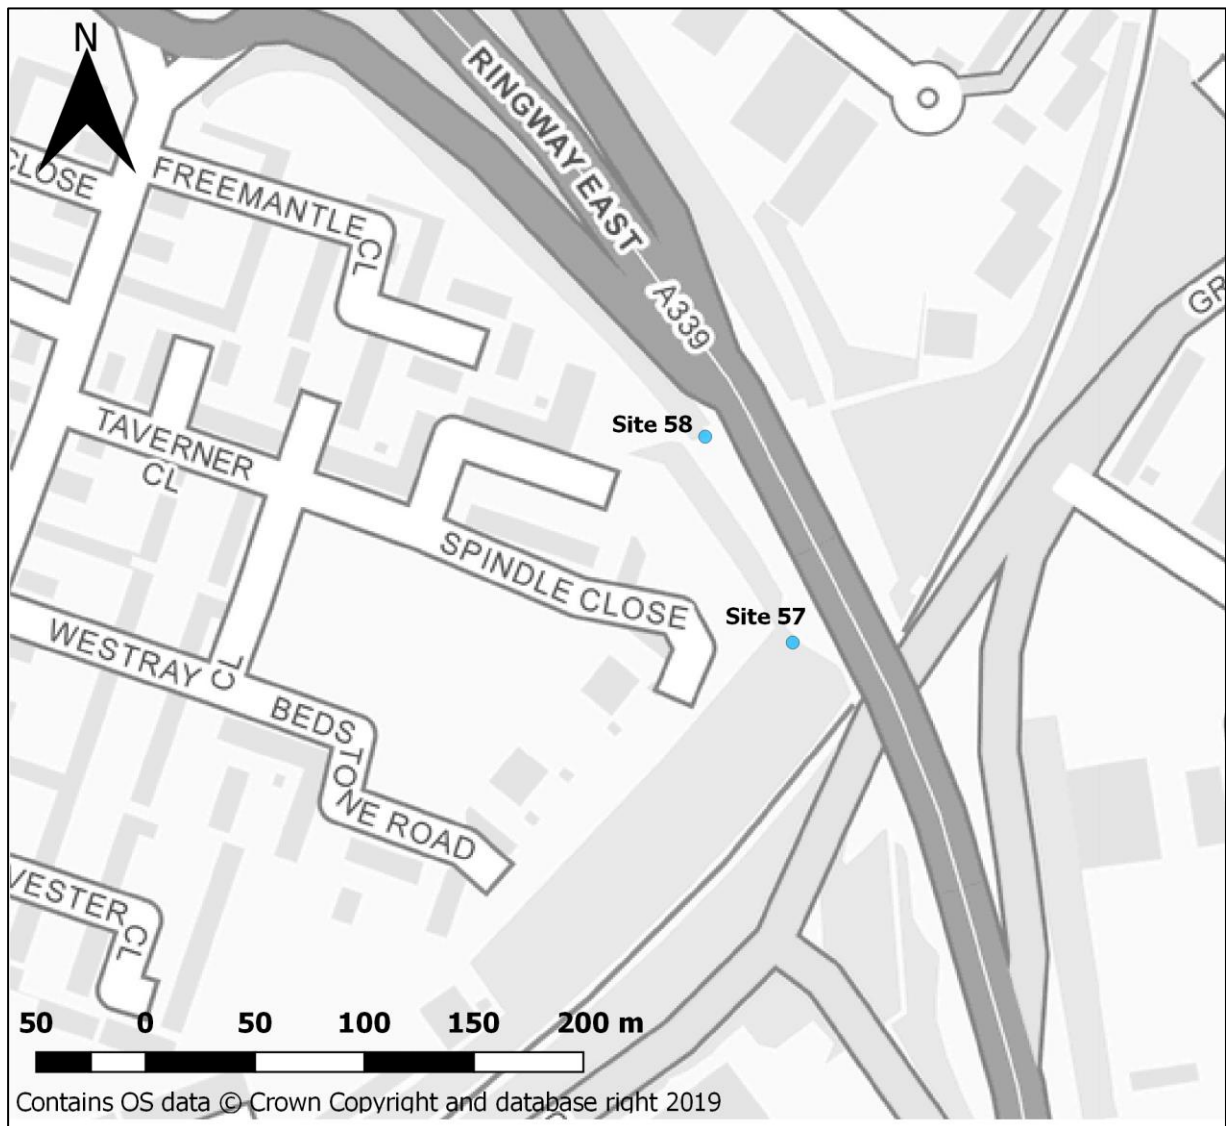 N
RINGWAY EAST
A339
CLOSE
FREEMANTLE
CL
GR
Site 58
TAVERNER
CL
SPINDLE CLOSE
Site 57
WESTRAY
CL
BEDSTONE ROAD
VESTER
CL
50 0 50 100 150 200 m
Contains OS data © Crown Copyright and database right 2019